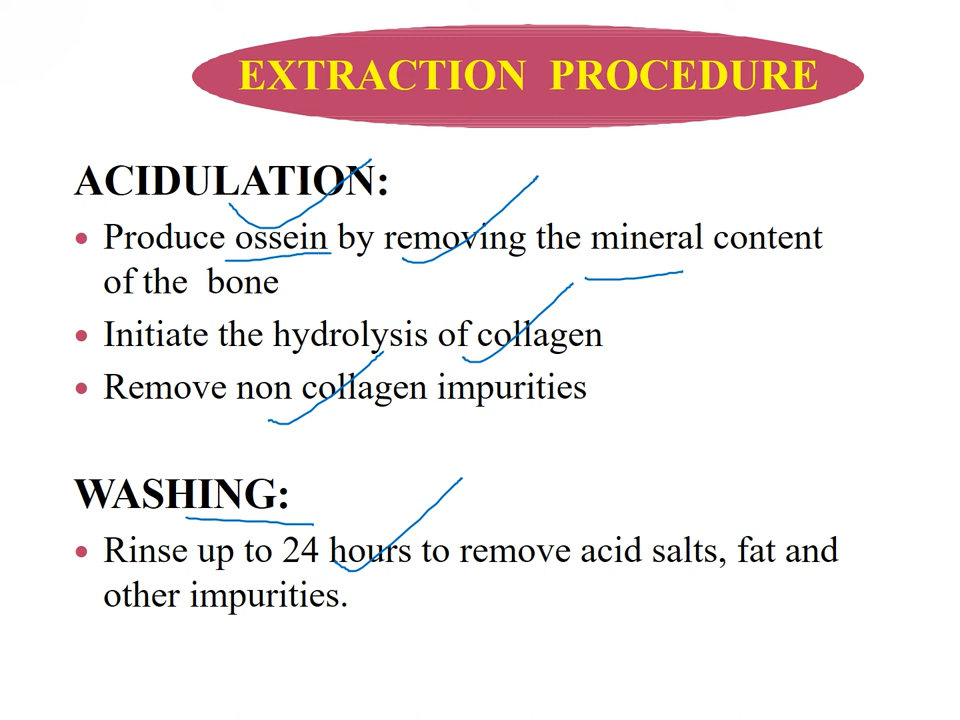 EXTRACTION PROCEDURE
ACIDULATION:
• Produce ossein by removing the mineral content
of the bone
• Initiate the hydrolysis of collagen
• Remove non collagen impurities
WASHING:
• Rinse up to 24 hours to remove acid salts, fat and
other impurities.